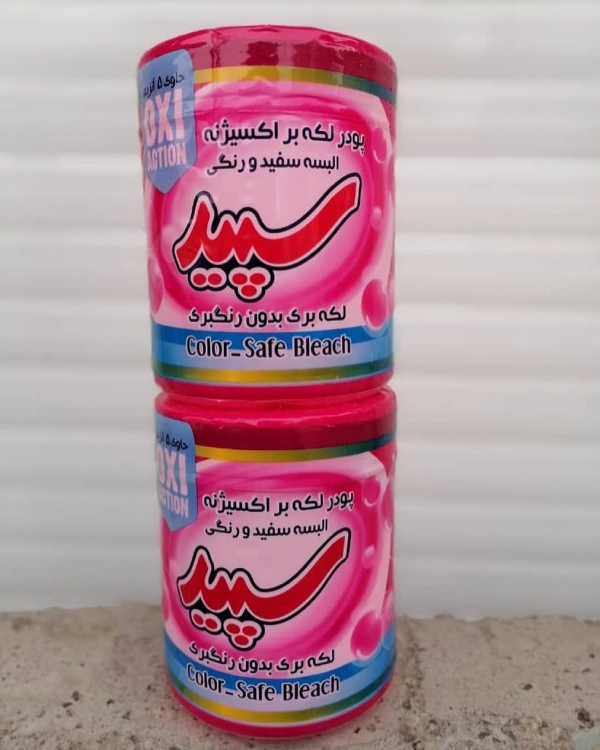 حاوی ۵ آنزیم
OXI
ACTION
پودر لکه بر اکسیژنه
البسه سفید و رنگی
سپید
لکه بری بدون رنگبری
Color_Safe Bleach
حاوی ۵
OXI
ACTION
پودر لکه بر اکسیژنه
البسه سفید و رنگی
سپید
لکه بری بدون رنگبری
Color_Safe Bleach